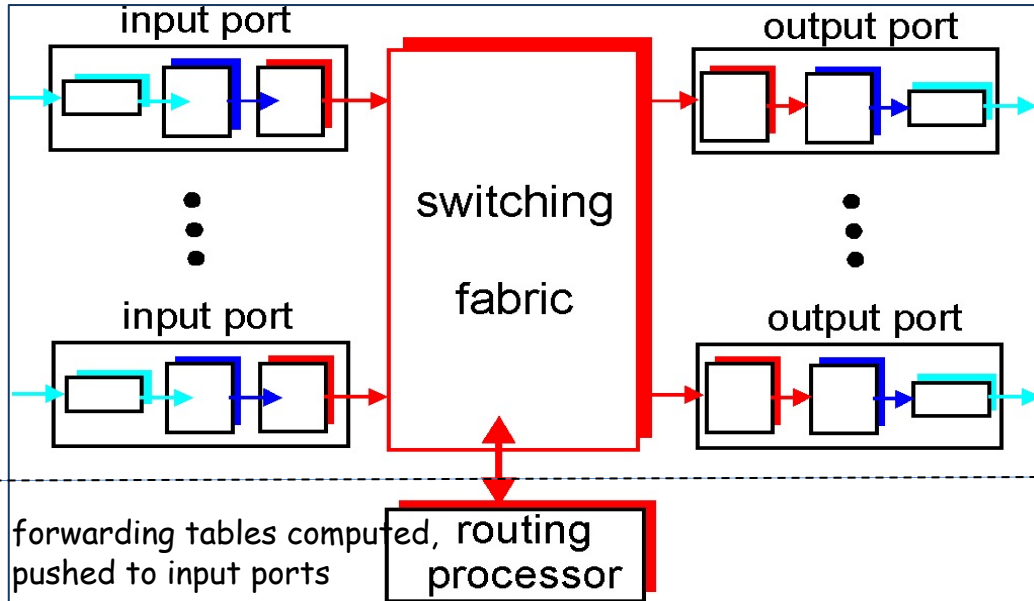 input port
output port
switching
fabric
input port
output port
forwarding tables computed,
pushed to input ports
routing
processor